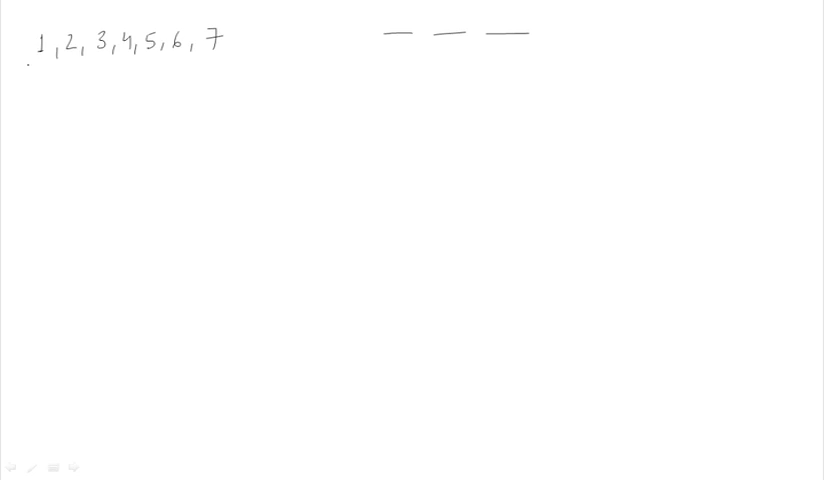 1, 2, 3, 4, 5, 6, 7 _ _ _